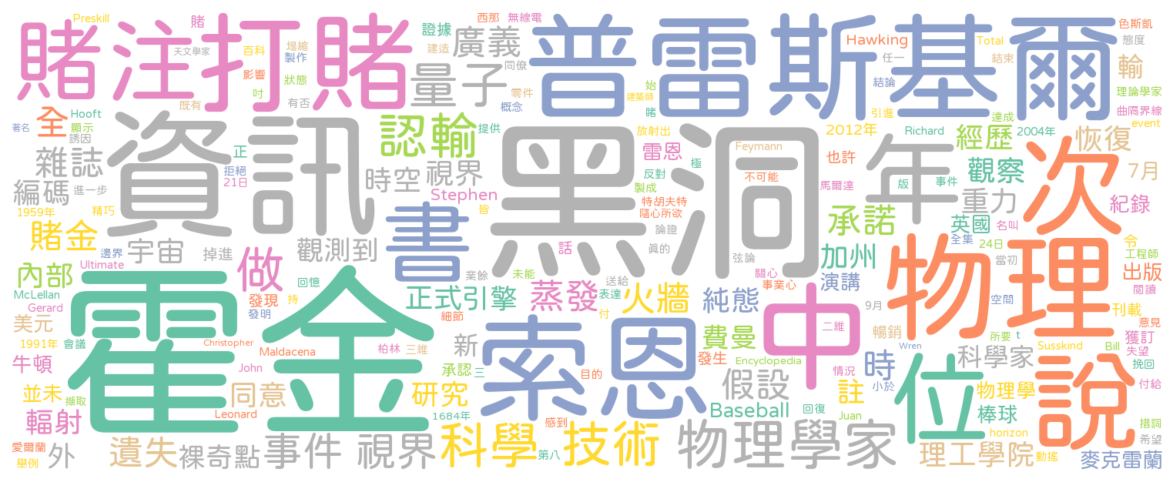 Preskill 賭 西那 無線電 色斯凱
賭注 打賭 百科 堤繞 製作 證據 建造 廣義 同僚 普雷斯基爾 Hawking Total 任一 態度 輸
天文學家 影響 狀態 量子 零件 始 結論 結束 理論學家
既有 吋 有否 概念 建築師 賭 引進 曲隔界線
著名 Hooft 全 顯示 誘因 認輸 提供 放射出 Feymann 2012年 Richard 達成 event
雜誌 正 資訊 黑洞 年 經歷 2004年 恢復
拒絕 時空 視界 雷恩 極 不可能 也許 版 事件 觀察 次 7月
編碼 進一步 21日 Stephen 反對 製成 馬爾達 重力
1959年 精巧 皆 特胡夫特 隨心所欲 承諾 英國 名叫 紀錄
賭金 邊界 宇宙 掉進 觀測到 書 話 論證 眞的 弦論 加州 全集 24日 當初 令 工程師
內部 做 業餘 未能 送給 關心 事業心 演講 物理 出版 閱讀
McLellan Ultimate 發現 回憶 正式引擎 蒸發 表達 火牆 純態 空間 刊載
Gerard 霍金 持 發明 細節 付 中 9月 所要 t 意見
美元 1991年 會議 Christopher 柏林 三維 新 索恩 費曼 二維 暢銷 Susskind Bill 獲訂 失望
牛頓 John Maldacena 承認 三 發生 Encyclopedia 時 科學家 Wren 挽回
並未 擷取 同意 研究 目的 假設 情況 小於 位 物理學 說 付給
輻射 Leonard 1684年 感到 Baseball 回復 Juan 註 棒球 措詞
愛爾蘭 外 遺失 裸奇點 事件 視界 科學 第八 技術 物理學家 理工學院 horizon 動搖 希望
舉例 麥克雷蘭